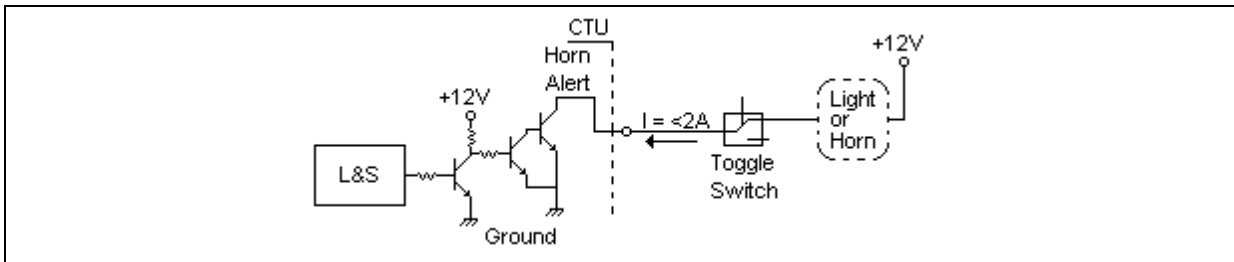 CTU
Horn
Alert
+12V
L&S
Ground
I = <2A
Toggle
Switch
+12V
Light
or
Horn